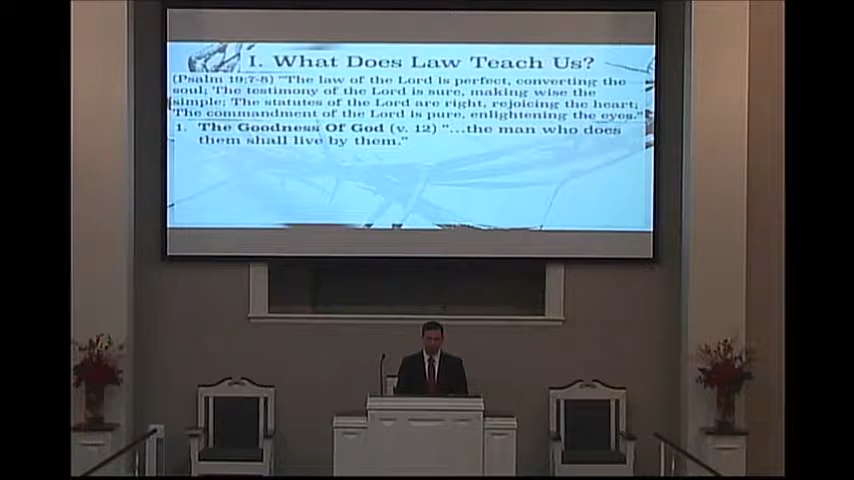 I. What Does Law Teach Us?
(Psalm 19:7-8) "The law of the Lord is perfect, converting the
soul; The testimony of the Lord is sure, making wise the
simple; The statutes of the Lord are right, rejoicing the heart;
The commandment of the Lord is pure, enlightening the eyes."
1. The Goodness Of God (v. 12) "...the man who does
them shall live by them."